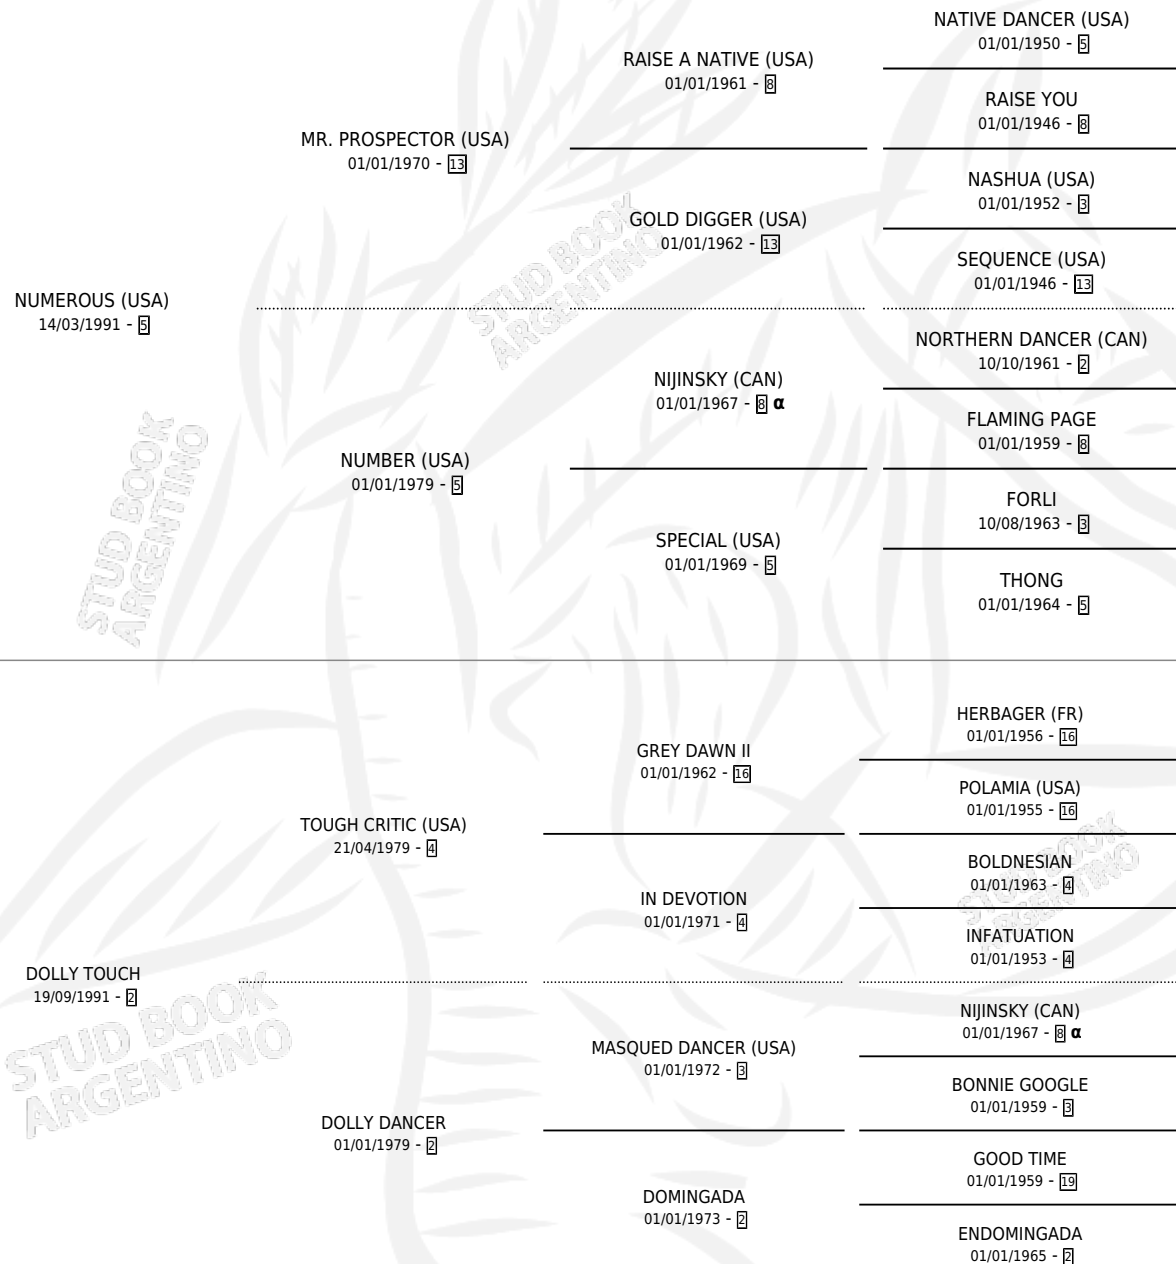 NATIVE DANCER (USA)
01/01/1950 - 5
RAISE A NATIVE (USA)
01/01/1961 - 8
RAISE YOU
01/01/1946 - 8
MR. PROSPECTOR (USA)
01/01/1970 - 13
NASHUA (USA)
01/01/1952 - 3
GOLD DIGGER (USA)
01/01/1962 - 13
SEQUENCE (USA)
01/01/1946 - 13
STUD BOOK
ARGENTINO
NUMEROUS (USA)
14/03/1991 - 5
NORTHERN DANCER (CAN)
10/10/1961 - 2
NIJINSKY (CAN)
01/01/1967 - 8 α
FLAMING PAGE
01/01/1959 - 8
NUMBER (USA)
01/01/1979 - 5
FORLI
10/08/1963 - 3
SPECIAL (USA)
01/01/1969 - 5
THONG
01/01/1964 - 5
STUD BOOK
ARGENTINO
HERBAGER (FR)
01/01/1956 - 16
GREY DAWN II
01/01/1962 - 16
POLAMIA (USA)
01/01/1955 - 16
TOUGH CRITIC (USA)
21/04/1979 - 4
BOLDNESIAN
01/01/1963 - 4
IN DEVOTION
01/01/1971 - 4
INFATUATION
01/01/1953 - 4
STUD BOOK
ARGENTINO
DOLLY TOUCH
19/09/1991 - 2
NIJINSKY (CAN)
01/01/1967 - 8 α
MASQUED DANCER (USA)
01/01/1972 - 3
BONNIE GOOGLE
01/01/1959 - 3
DOLLY DANCER
01/01/1979 - 2
GOOD TIME
01/01/1959 - 19
DOMINGADA
01/01/1973 - 2
ENDOMINGADA
01/01/1965 - 2
STUD BOOK
ARGENTINO